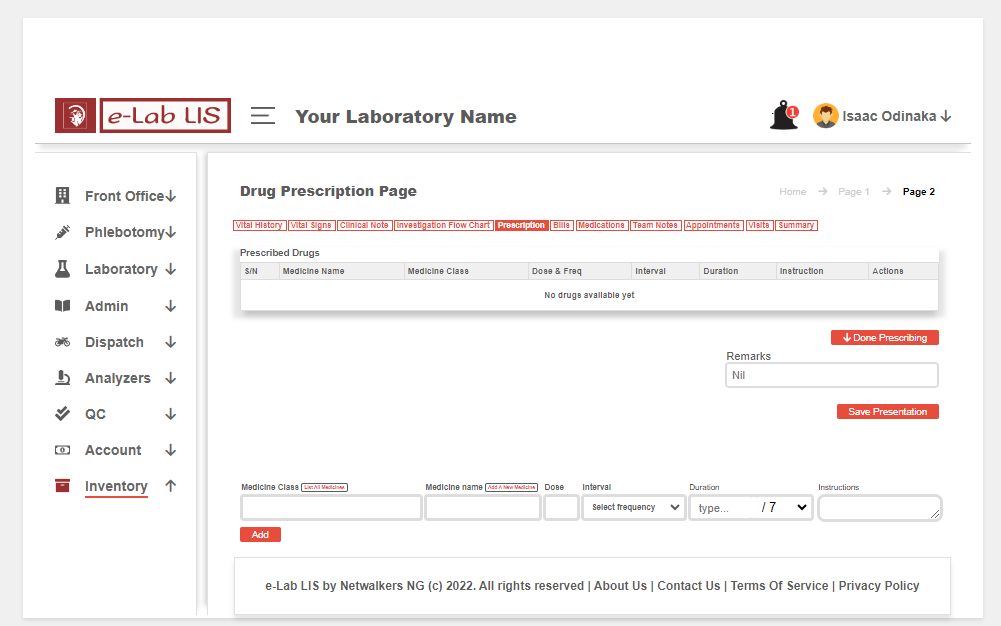 e-Lab LIS
Your Laboratory Name
1
Isaac Odinaka
Front Office
Phlebotomy
Laboratory
Admin
Dispatch
Analyzers
QC
Account
Inventory
Drug Prescription Page
Home Page 1 Page 2
Vital History Vital Signs Clinical Note Investigation Flow Chart Prescription Bills Medications Team Notes Appointments Visits Summary
Prescribed Drugs
S/N Medicine Name Medicine Class Dose & Freq Interval Duration Instruction Actions
No drugs available yet
Done Prescribing
Remarks
Nil
Save Presentation
Medicine Class List All Medicines Medicine name Add A New Medicine Dose Interval Duration Instructions
Select frequency type... / 7
Add
e-Lab LIS by Netwalkers NG (c) 2022. All rights reserved | About Us | Contact Us | Terms Of Service | Privacy Policy